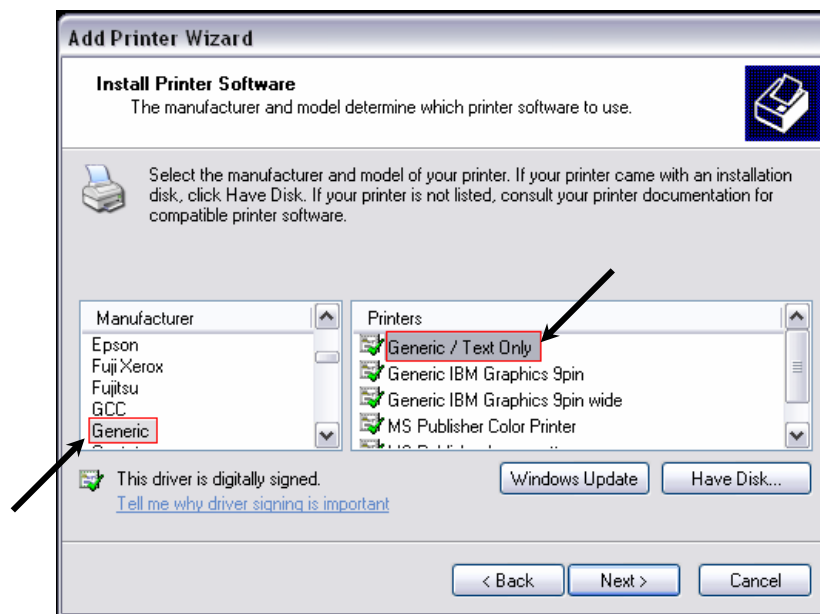 Add Printer Wizard
Install Printer Software
The manufacturer and model determine which printer software to use.
Select the manufacturer and model of your printer. If your printer came with an installation
disk, click Have Disk. If your printer is not listed, consult your printer documentation for
compatible printer software.
Manufacturer
Epson
Fuji Xerox
Fujitsu
GCC
Generic
Printers
Generic / Text Only
Generic IBM Graphics 9pin
Generic IBM Graphics 9pin wide
MS Publisher Color Printer
This driver is digitally signed.
Tell me why driver signing is important
Windows Update
Have Disk...
< Back
Next >
Cancel